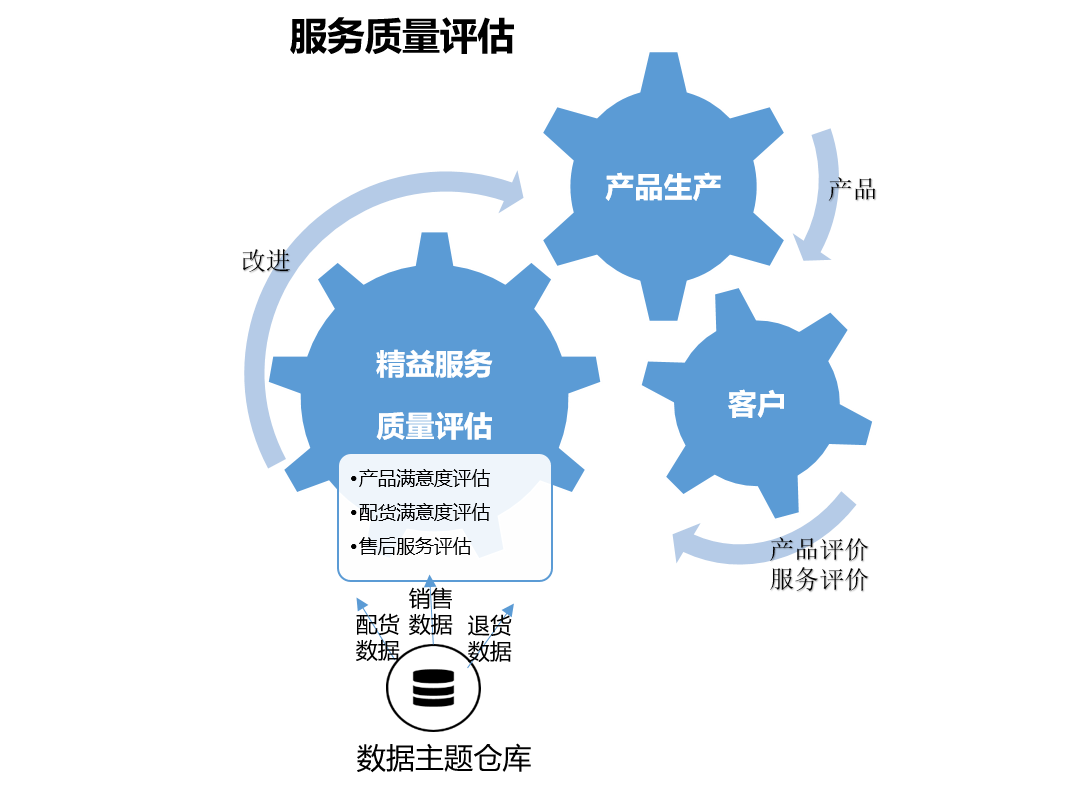 服务质量评估
产品生产
产品
改进
精益服务
质量评估
客户
•产品满意度评估
•配货满意度评估
•售后服务评估
产品评价
服务评价
配货
数据
销售
数据
退货
数据
数据主题仓库